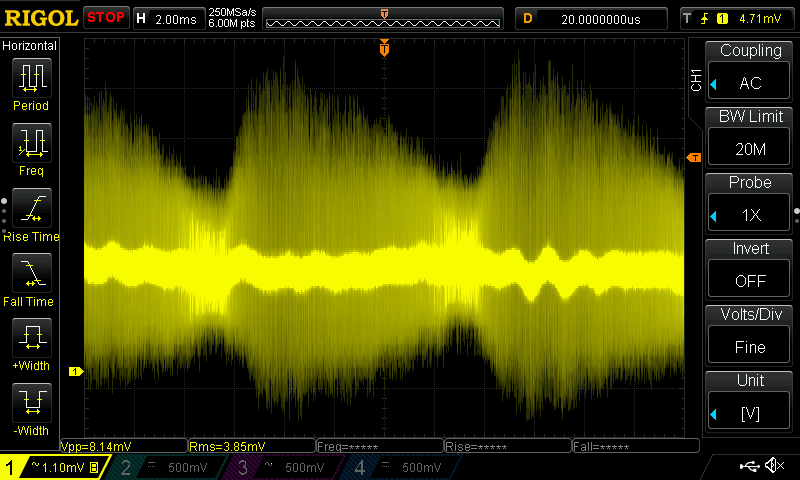 RIGOL STOP H 2.00ms 250MSa/s 6.00M pts T D 20.0000000us T 1 4.71mV
Horizontal
Period
Freq
Rise Time
Fall Time
+Width
-Width
T
T
1
CH1
Coupling
AC
BW Limit
20M
Probe
1X
Invert
OFF
Volts/Div
Fine
Unit
[V]
Vpp=8.14mV Rms=3.85mV Freq=***** Rise=***** Fall=*****
1 ~ 1.10mV B 2 500mV 3 ~ 500mV 4 500mV